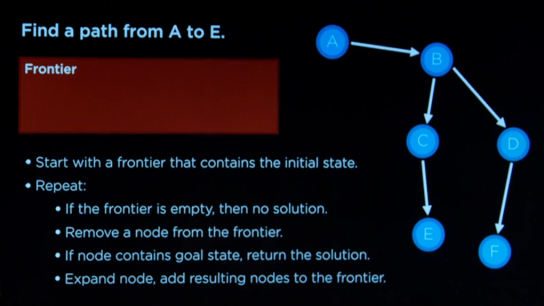 Find a path from A to E.
Frontier
• Start with a frontier that contains the initial state.
• Repeat:
• If the frontier is empty, then no solution.
• Remove a node from the frontier.
• If node contains goal state, return the solution.
• Expand node, add resulting nodes to the frontier.
A
B
C
D
E
F